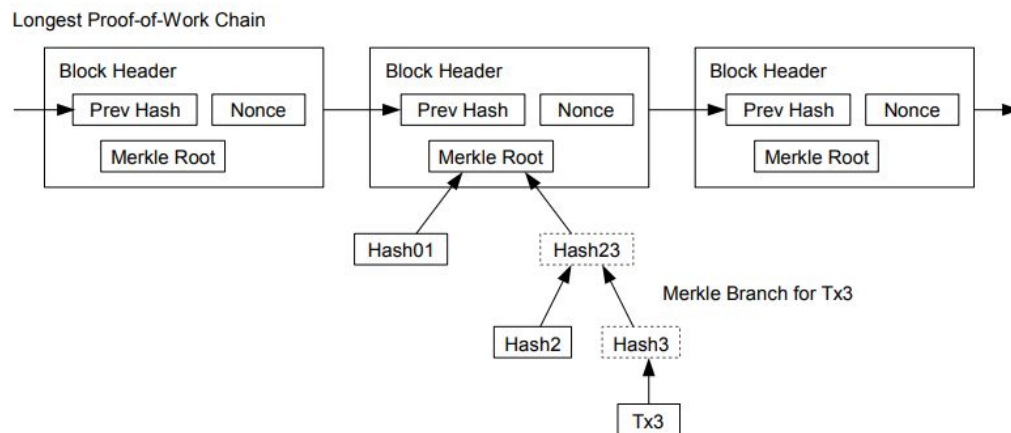 Longest Proof-of-Work Chain
Block Header
Prev Hash
Nonce
Merkle Root
Block Header
Prev Hash
Nonce
Merkle Root
Block Header
Prev Hash
Nonce
Merkle Root
Hash01
Hash23
Merkle Branch for Tx3
Hash2
Hash3
Tx3